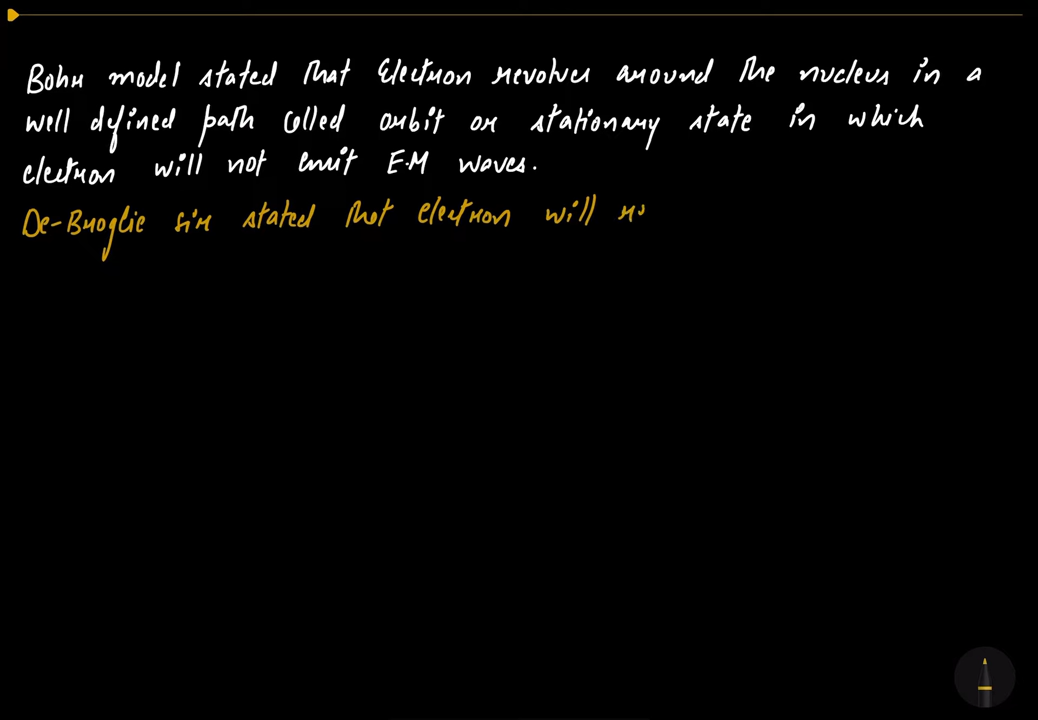 Bohr model stated that Electron revolves around the nucleus in a
well defined path called orbit or stationary state in which
electron will not emit E.M waves.
De-Broglie sir stated that electron will